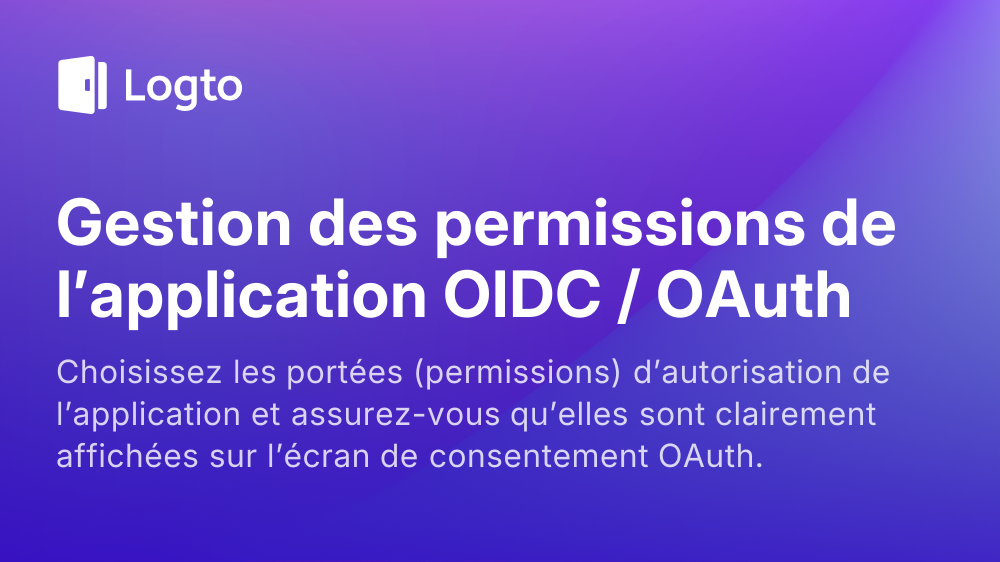 Logto
Gestion des permissions de
l’application OIDC / OAuth
Choisissez les portées (permissions) d’autorisation de
l’application et assurez-vous qu’elles sont clairement
affichées sur l’écran de consentement OAuth.